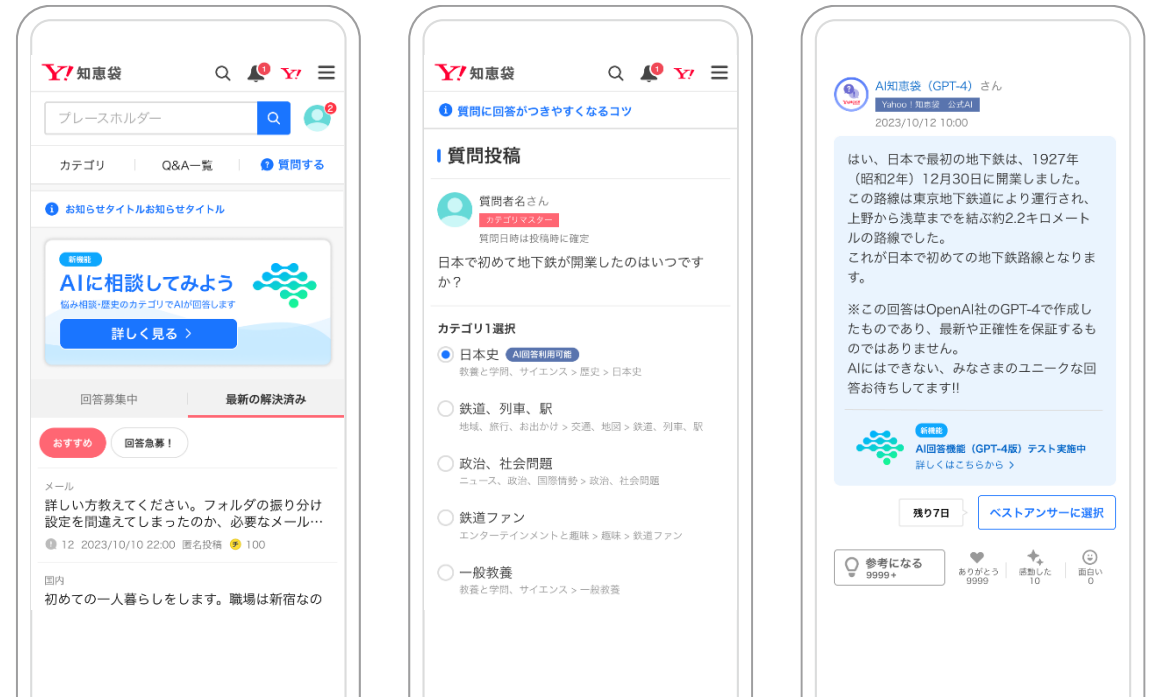 Y! 知恵袋
1
Y!
プレースホルダー
2
カテゴリ
Q&A一覧
質問する
お知らせタイトルお知らせタイトル
新機能
AIに相談してみよう
悩み相談・歴史のカテゴリでAIが回答します
詳しく見る
回答募集中
最新の解決済み
おすすめ
回答急募！
メール
詳しい方教えてください。フォルダの振り分け
設定を間違えてしまったのか、必要なメール…
12 2023/10/10 22:00 匿名投稿 100
国内
初めての一人暮らしをします。職場は新宿なの
Y! 知恵袋
1
Y!
質問に回答がつきやすくなるコツ
質問投稿
質問者名さん
カテゴリマスター
質問日時は投稿時に確定
日本で初めて地下鉄が開業したのはいつです
か？
カテゴリ1選択
日本史 AI回答利用可能
教養と学問、サイエンス > 歴史 > 日本史
鉄道、列車、駅
地域、旅行、お出かけ > 交通、地図 > 鉄道、列車、駅
政治、社会問題
ニュース、政治、国際情勢 > 政治、社会問題
鉄道ファン
エンターテインメントと趣味 > 趣味 > 鉄道ファン
一般教養
教養と学問、サイエンス > 一般教養
AI知恵袋（GPT-4）さん
Yahoo！知恵袋 公式AI
2023/10/12 10:00
はい、日本で最初の地下鉄は、1927年
（昭和2年）12月30日に開業しました。
この路線は東京地下鉄道により運行され、
上野から浅草までを結ぶ約2.2キロメート
ルの路線でした。
これが日本で初めての地下鉄路線となりま
す。
※この回答はOpenAI社のGPT-4で作成し
たものであり、最新や正確性を保証するも
のではありません。
AIにはできない、みなさまのユニークな回
答お待ちしてます!!
新機能
AI回答機能（GPT-4版）テスト実施中
詳しくはこちらから
残り7日
ベストアンサーに選択
参考になる
9999+
ありがとう
9999
感動した
10
面白い
0